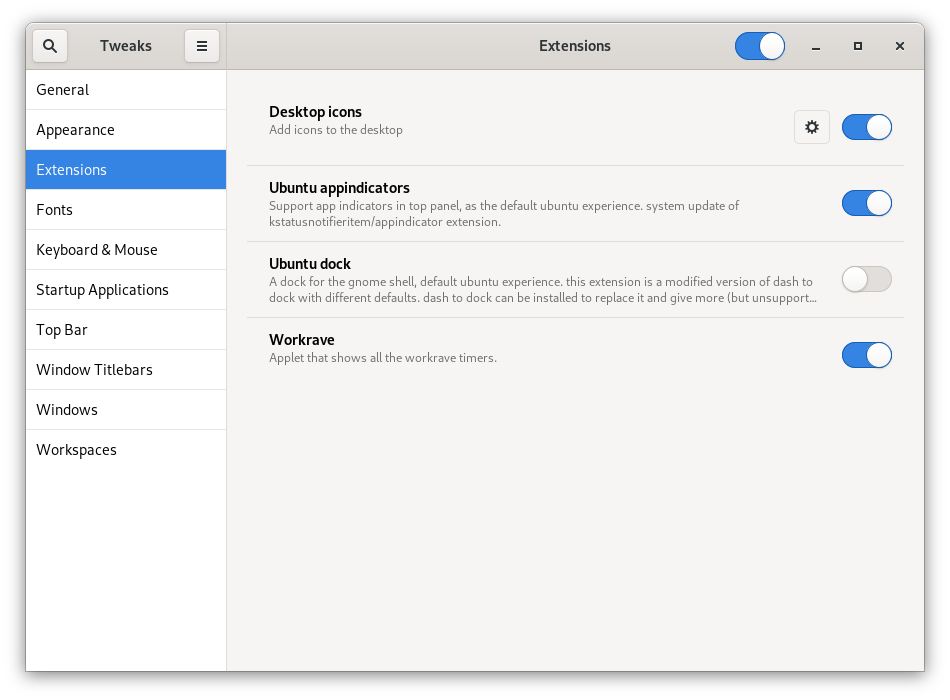 Tweaks
Extensions
General
Appearance
Extensions
Fonts
Keyboard & Mouse
Startup Applications
Top Bar
Window Titlebars
Windows
Workspaces
Desktop icons
Add icons to the desktop
Ubuntu appindicators
Support app indicators in top panel, as the default ubuntu experience. system update of
kstatusnotifieritem/appindicator extension.
Ubuntu dock
A dock for the gnome shell, default ubuntu experience. this extension is a modified version of dash to
dock with different defaults. dash to dock can be installed to replace it and give more (but unsupport…
Workrave
Applet that shows all the workrave timers.